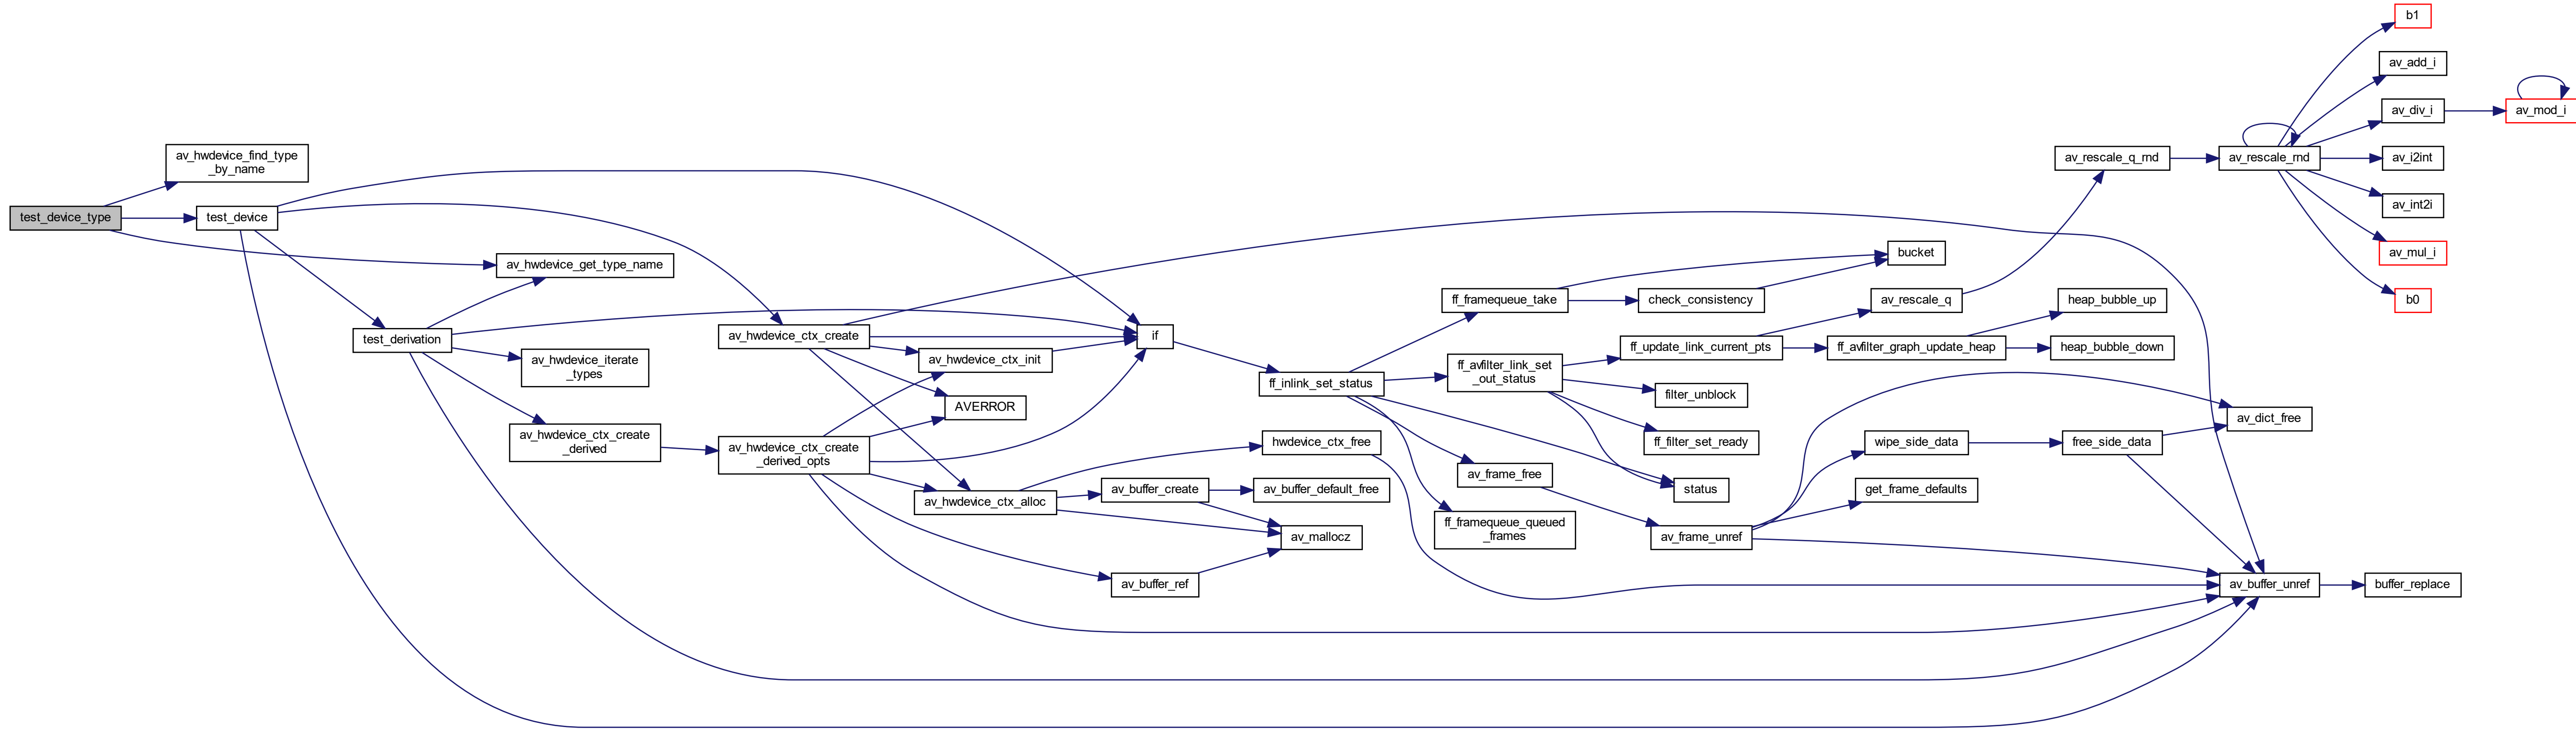 test_device_type
av_hwdevice_find_type
_by_name
test_device
av_hwdevice_get_type_name
test_derivation
av_hwdevice_iterate
_types
av_hwdevice_ctx_create
_derived
av_hwdevice_ctx_create
av_hwdevice_ctx_create
_derived_opts
av_hwdevice_ctx_init
AVERROR
av_hwdevice_ctx_alloc
if
hwdevice_ctx_free
av_buffer_create
av_buffer_default_free
av_mallocz
av_buffer_ref
ff_inlink_set_status
ff_framequeue_take
ff_avfilter_link_set
_out_status
av_frame_free
ff_framequeue_queued
_frames
check_consistency
bucket
ff_update_link_current_pts
filter_unblock
ff_filter_set_ready
status
av_frame_unref
av_rescale_q
ff_avfilter_graph_update_heap
wipe_side_data
get_frame_defaults
av_rescale_q_rnd
heap_bubble_up
heap_bubble_down
free_side_data
av_rescale_rnd
av_dict_free
av_buffer_unref
b1
av_add_i
av_div_i
av_mod_i
av_i2int
av_int2i
av_mul_i
b0
buffer_replace